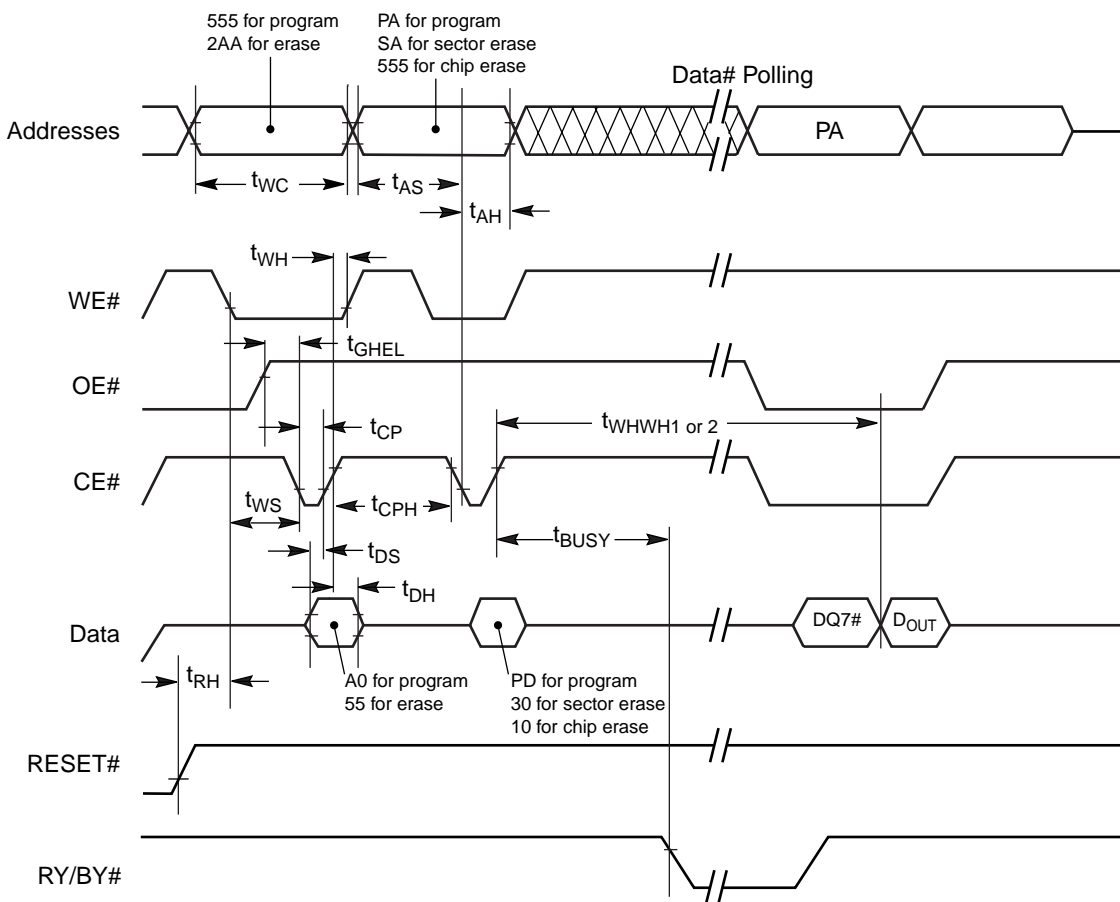 555 for program
2AA for erase
PA for program
SA for sector erase
555 for chip erase
Data# Polling
Addresses
PA
tWC
tAS
tAH
tWH
WE#
tGHEL
OE#
tWHWH1 or 2
tCP
CE#
tWS
tCPH
tBUSY
tDS
tDH
Data
DQ7#
DOUT
tRH
A0 for program
55 for erase
PD for program
30 for sector erase
10 for chip erase
RESET#
RY/BY#